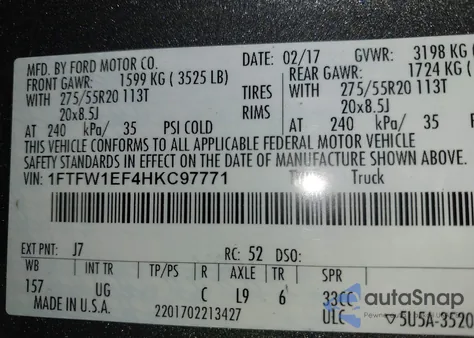 MFD. BY FORD MOTOR CO. DATE: 02/17 GVWR: 3198 KG
FRONT GAWR: 1599 KG ( 3525 LB) REAR GAWR: 1724 KG
WITH 275/55R20 113T TIRES WITH 275/55R20 113T
20x8.5J RIMS 20x8.5J
AT 240 kPa/ 35 PSI COLD AT 240 kPa/ 35
THIS VEHICLE CONFORMS TO ALL APPLICABLE FEDERAL MOTOR VEHICLE
SAFETY STANDARDS IN EFFECT ON THE DATE OF MANUFACTURE SHOWN ABOVE.
VIN: 1FTFW1EF4HKC97771 Truck
EXT PNT: J7 RC: 52 DSO:
WB INT TR TP/PS R AXLE TR SPR
157 UG C L9 6 33CC
MADE IN U.S.A. ULC
2201702213427 ▽5U5A-3520
autoSnap